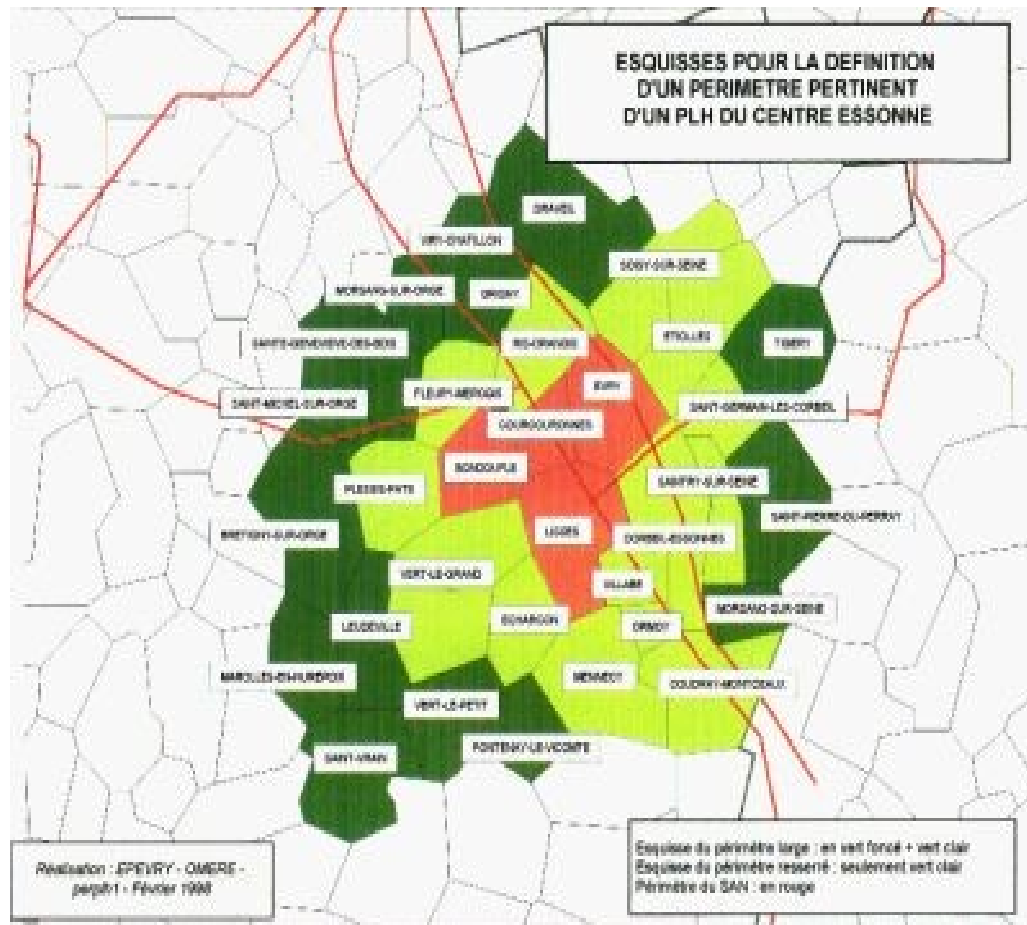 ESQUISSES POUR LA DEFINITION
D'UN PERIMETRE PERTINENT
D'UN PLH DU CENTRE ESSONNE
DRAVEIL
VIRY-CHATILLON
SOISY-SUR-SEINE
MORSANG-SUR-ORGE
GRIGNY
ETIOLLES
TIGERY
SAINTE-GENEVIEVE-DES-BOIS
RIS-ORANGIS
EVRY
FLEURY-MEROGIS
SAINT-MICHEL-SUR-ORGE
SAINT-GERMAIN-LES-CORBEIL
COURCOURONNES
BONDOUFLE
PLESSIS-PATE
SAINTRY-SUR-SEINE
SAINT-PIERRE-DU-PERRAY
BRETIGNY-SUR-ORGE
LISSES
CORBEIL-ESSONNES
VERT-LE-GRAND
VILLABE
MORSANG-SUR-SEINE
LEUDEVILLE
ECHARCON
ORMOY
MAROLLES-EN-HUREPOIX
MENNECY
COUDRAY-MONTCEAUX
VERT-LE-PETIT
FONTENAY-LE-VICOMTE
SAINT-VRAIN
Réalisation : EPEVRY - OMERS -
- Février 1998
Esquisse du périmètre large : en vert foncé + vert clair
Esquisse du périmètre resserré : seulement vert clair
Périmètre du SAN : en rouge